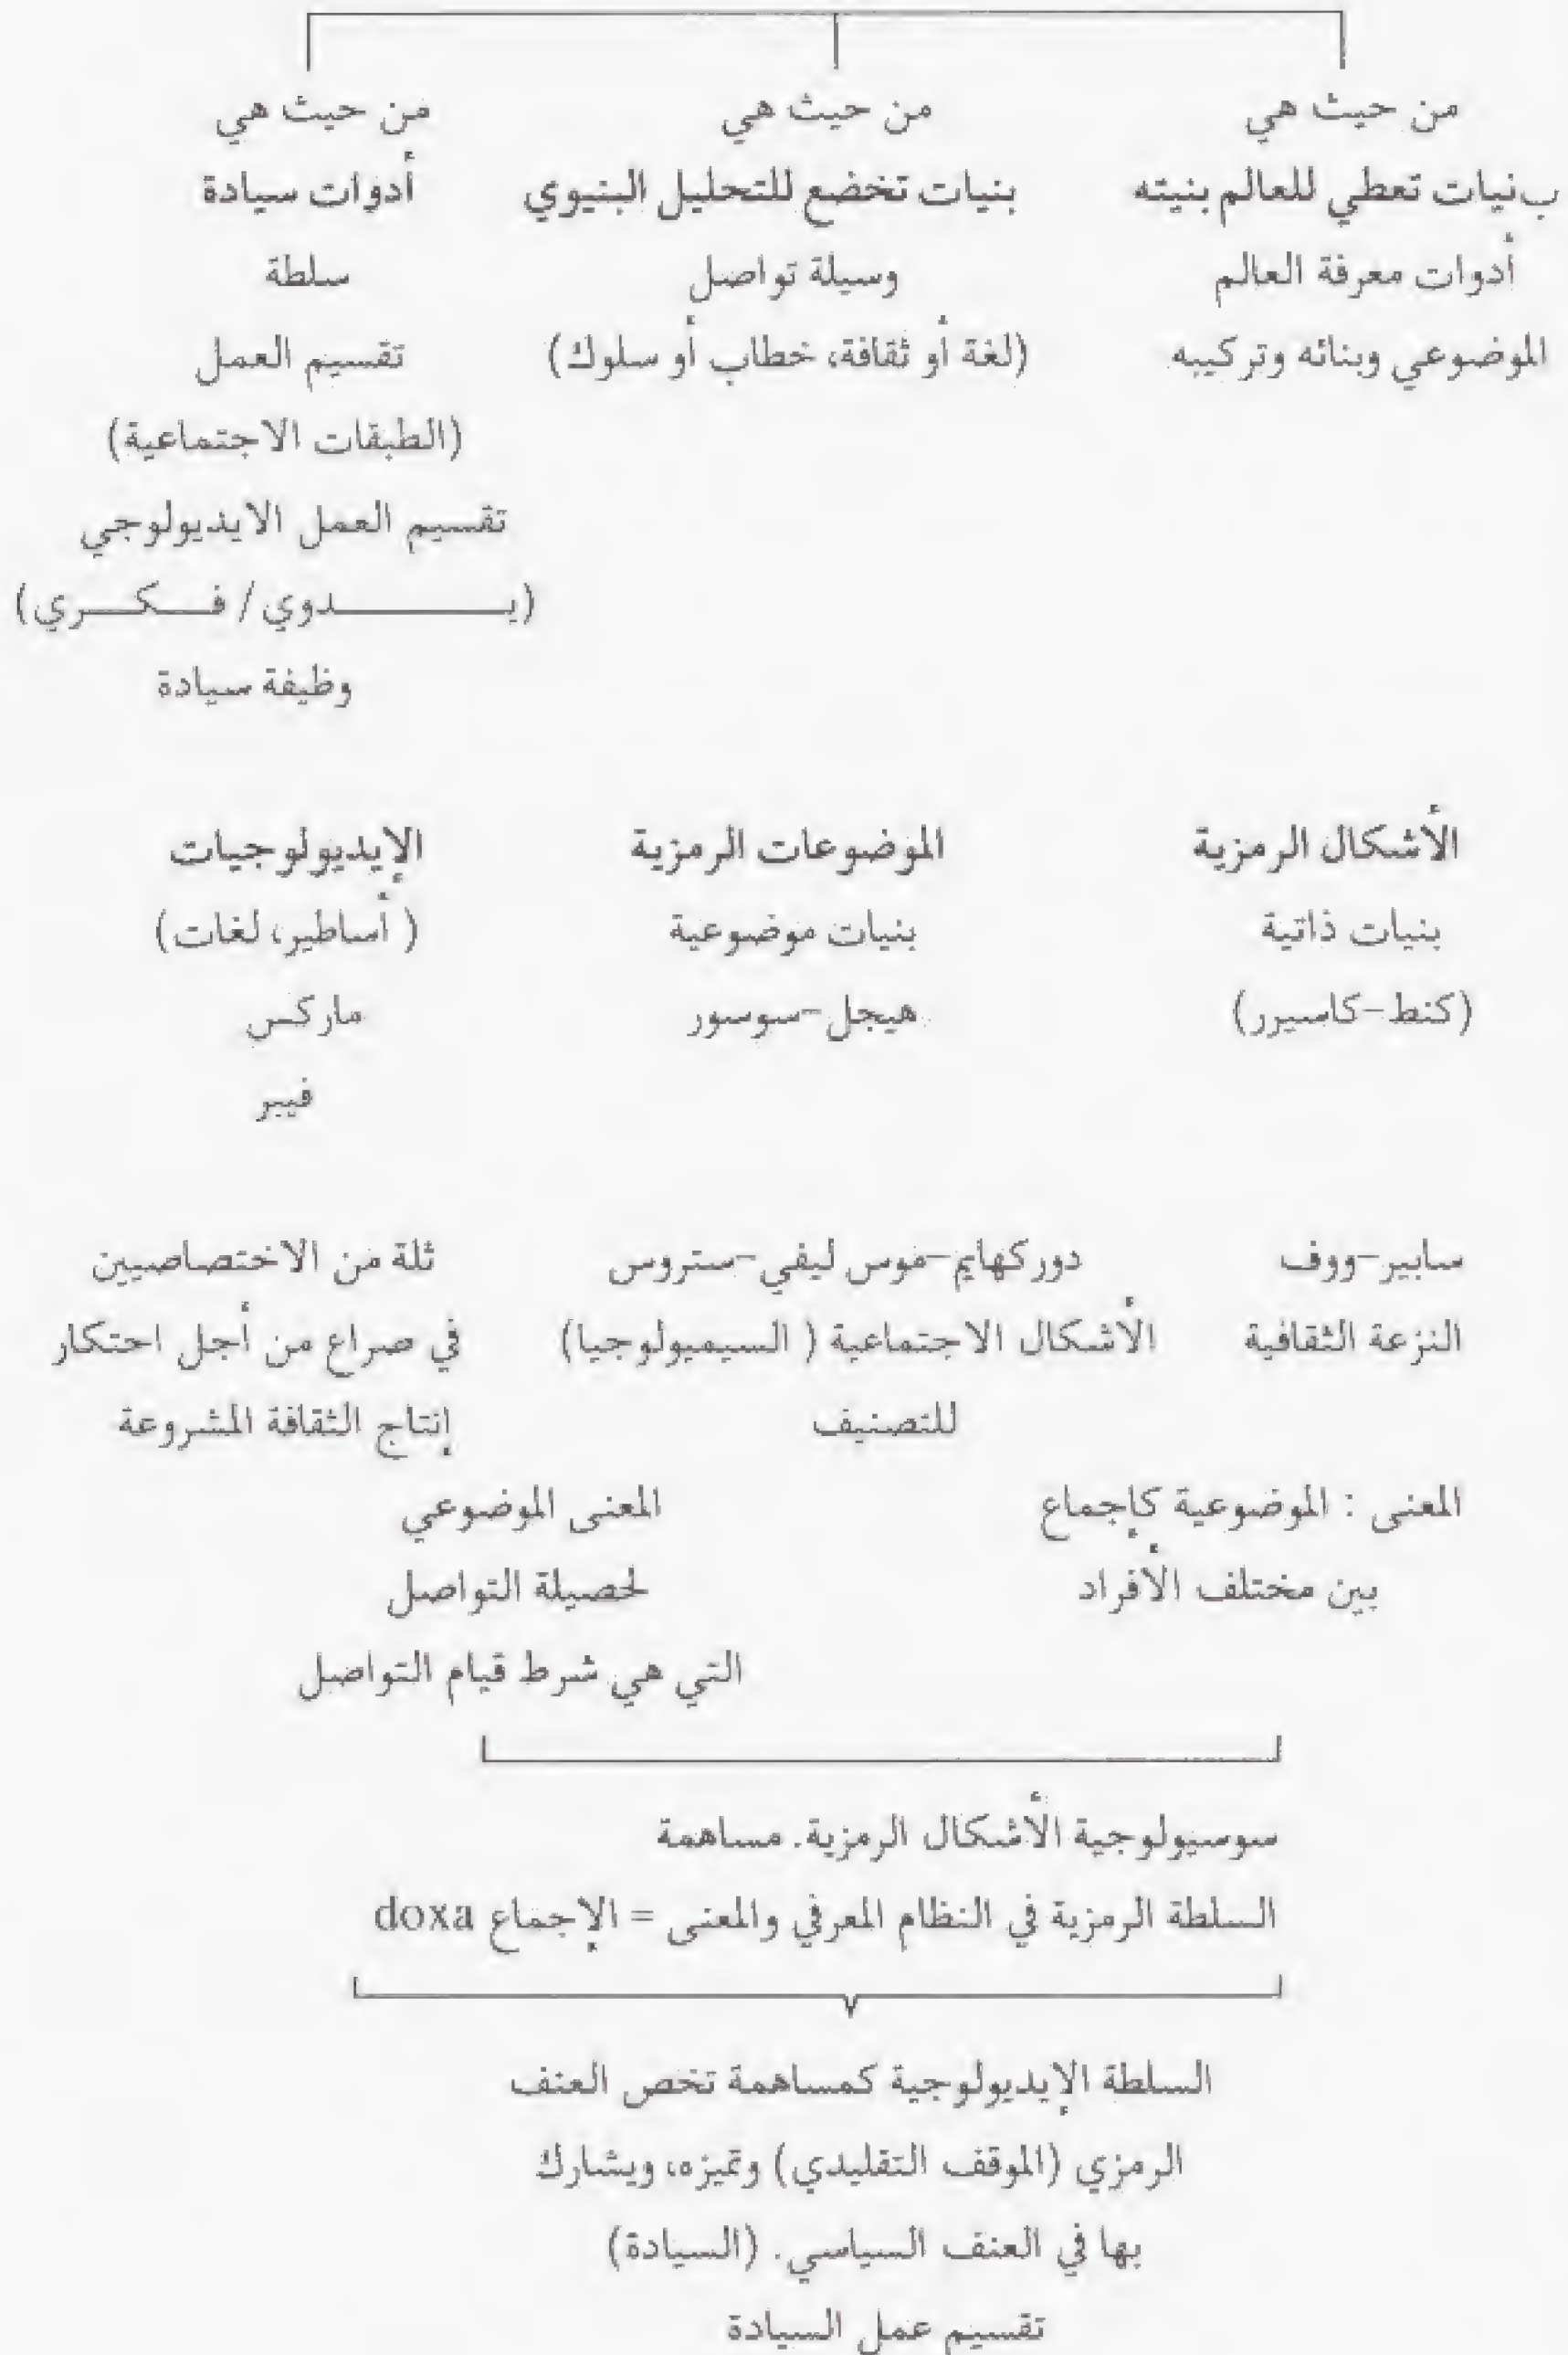 من حيث هي من حيث هي من حيث هي
بنيات تعطي للعالم بنيته بنيات تخضع للتحليل البنيوي أدوات سيادة
أدوات معرفة العالم وسيلة تواصل سلطة
الموضوعي وبنائه وتركيبه (لغة أو ثقافة، خطاب أو سلوك) تقسيم العمل
(الطبقات الاجتماعية)
تقسيم العمل الايديولوجي
(يـــــــدوي / فـــكـــري)
وظيفة سيادة
الأشكال الرمزية الموضوعات الرمزية الإيديولوجيات
بنيات ذاتية بنيات موضوعية (أساطير، لغات)
(كنط-كاسيرر) هيجل-سوسور ماركس
فيبر
سابير-ووف دوركهايم-موس ليفي-ستروس ثلة من الاختصاصيين
النزعة الثقافية الأشكال الاجتماعية (السيميولوجيا) في صراع من أجل احتكار
للتصنيف إنتاج الثقافة المشروعة
المعنى : الموضوعية كإجماع المعنى الموضوعي
بين مختلف الأفراد لحصيلة التواصل
التي هي شرط قيام التواصل
سوسيولوجية الأشكال الرمزية. مساهمة
السلطة الرمزية في النظام المعرفي والمعنى = الإجماع doxa
السلطة الإيديولوجية كمساهمة تخص العنف
الرمزي (الموقف التقليدي) وتميزه، ويشارك
بها في العنف السياسي. (السيادة)
تقسيم عمل السيادة